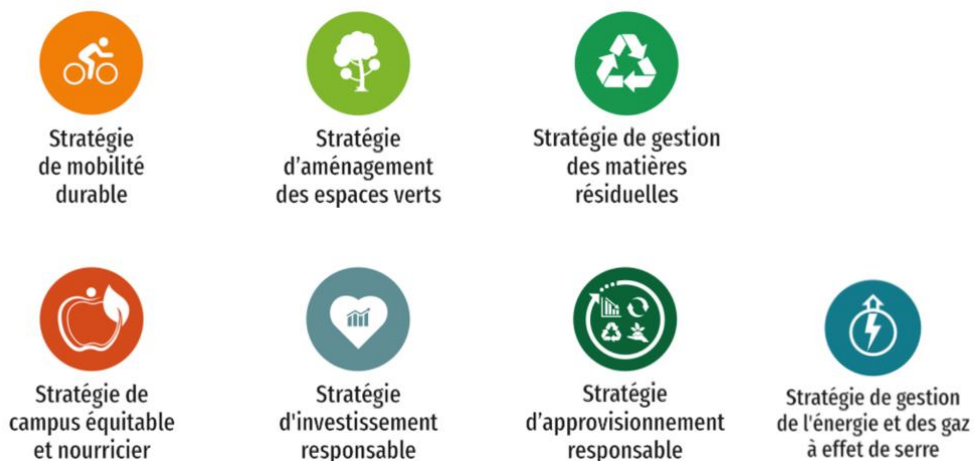 Stratégie
de mobilité
durable
Stratégie
d’aménagement
des espaces verts
Stratégie de gestion
des matières
résiduelles
Stratégie de
campus équitable
et nourricier
Stratégie
d'investissement
responsable
Stratégie
d’approvisionnement
responsable
Stratégie de gestion
de l'énergie et des gaz
à effet de serre